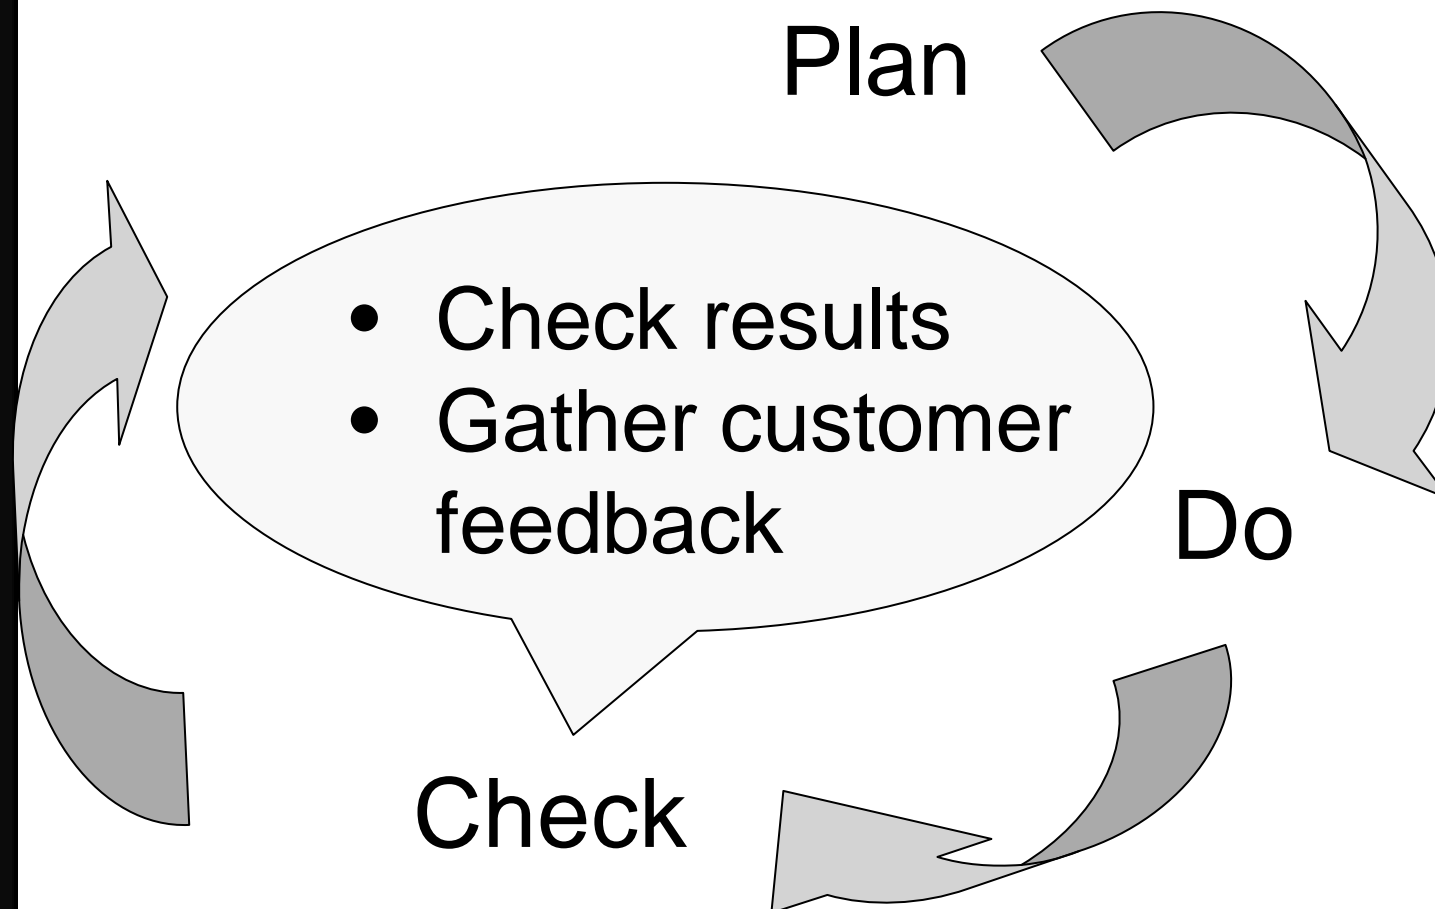 Plan
• Check results
• Gather customer
feedback
Do
Check